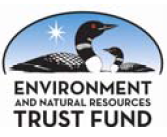 ENVIRONMENT
AND NATURAL RESOURCES
TRUST FUND